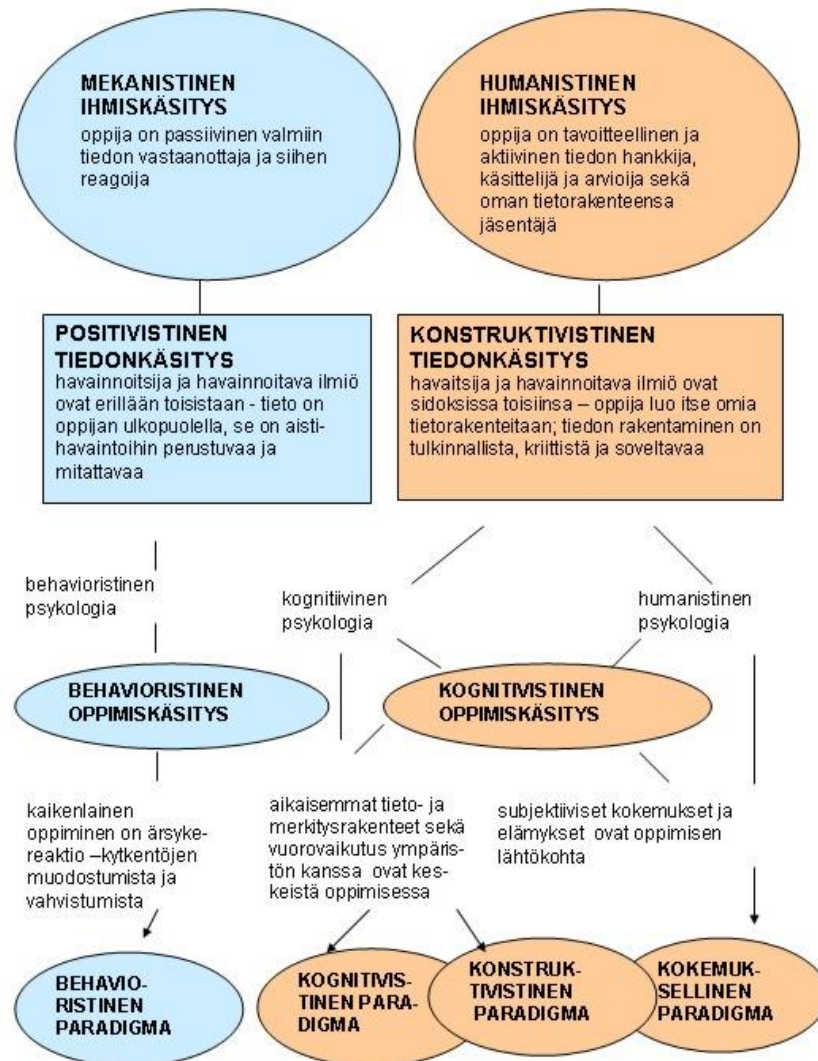 MEKANISTINEN
IHMISKÄSITYS
oppija on passiivinen valmiin
tiedon vastaanottaja ja siihen
reagoija
HUMANISTINEN
IHMISKÄSITYS
oppija on tavoitteellinen ja
aktiivinen tiedon hankkija,
käsittelijä ja arvioija sekä
oman tietorakenteensa
jäsentäjä
POSITIVISTINEN
TIEDONKÄSITYS
havainnoitsija ja havainnoitava ilmiö
ovat erillään toisistaan - tieto on
oppijan ulkopuolella, se on aisti-
havaintoihin perustuvaa ja
mitattavaa
KONSTRUKTIVISTINEN
TIEDONKÄSITYS
havaitsija ja havainnoitava ilmiö ovat
sidoksissa toisiinsa – oppija luo itse omia
tietorakenteitaan; tiedon rakentaminen on
tulkinnallista, kriittistä ja soveltavaa
behavioristinen
psykologia
kognitiivinen
psykologia
humanistinen
psykologia
BEHAVIORISTINEN
OPPIMISKÄSITYS
KOGNITIVISTINEN
OPPIMISKÄSITYS
kaikenlainen
oppiminen on ärsyke-
reaktio –kytkentöjen
muodostumista ja
vahvistumista
aikaisemmat tieto- ja
merkitysrakenteet sekä
vuorovaikutus ympäris-
tön kanssa ovat kes-
keistä oppimisessa
subjektiiviset kokemukset ja
elämykset ovat oppimisen
lähtökohta
BEHAVIO-
RISTINEN
PARADIGMA
KOGNITIVIS-
TINEN PARA-
DIGMA
KONSTRUK-
TIVISTINEN
PARADIGMA
KOKEMUK-
SELLINEN
PARADIGMA